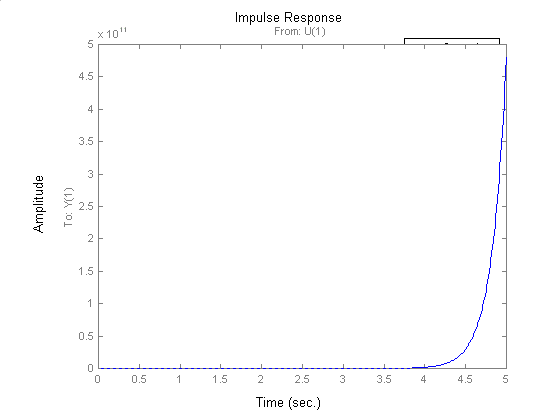 Impulse Response
From: U(1)
x 10¹¹
5
4.5
4
3.5
3
2.5
2
1.5
1
0.5
0
Amplitude
To: Y(1)
0 0.5 1 1.5 2 2.5 3 3.5 4 4.5 5
Time (sec.)